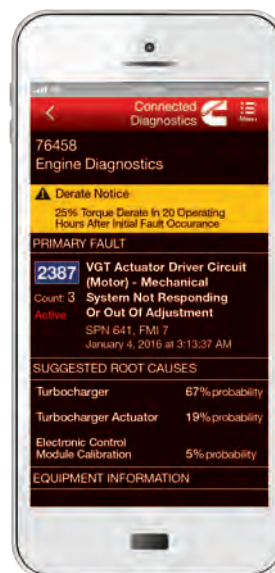 Connected
Diagnostics
Menu
76458
Engine Diagnostics
Derate Notice
25% Torque Derate In 20 Operating
Hours After Initial Fault Occurance
PRIMARY FAULT
2387
VGT Actuator Driver Circuit
(Motor) - Mechanical
Count: 3 System Not Responding
Active Or Out Of Adjustment
SPN 641, FMI 7
January 4, 2016 at 3:13:37 AM
SUGGESTED ROOT CAUSES
Turbocharger 67% probability
Turbocharger Actuator 19% probability
Electronic Control
Module Calibration 5% probability
EQUIPMENT INFORMATION